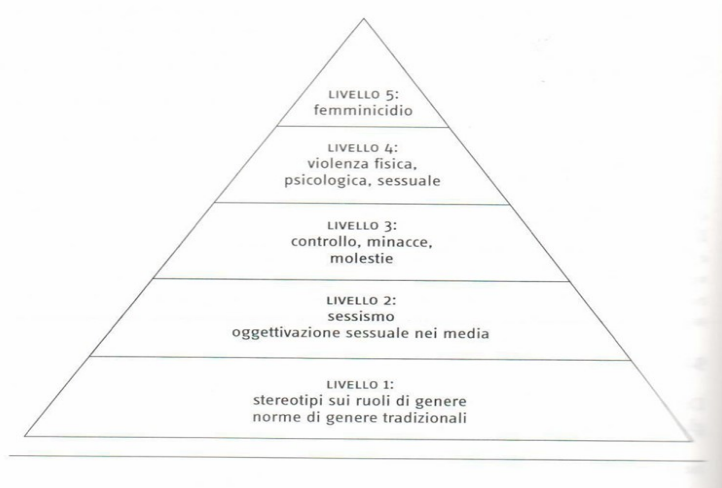 LIVELLO 5:
femminicidio
LIVELLO 4:
violenza fisica,
psicologica, sessuale
LIVELLO 3:
controllo, minacce,
molestie
LIVELLO 2:
sessismo
oggettivazione sessuale nei media
LIVELLO 1:
stereotipi sui ruoli di genere
norme di genere tradizionali